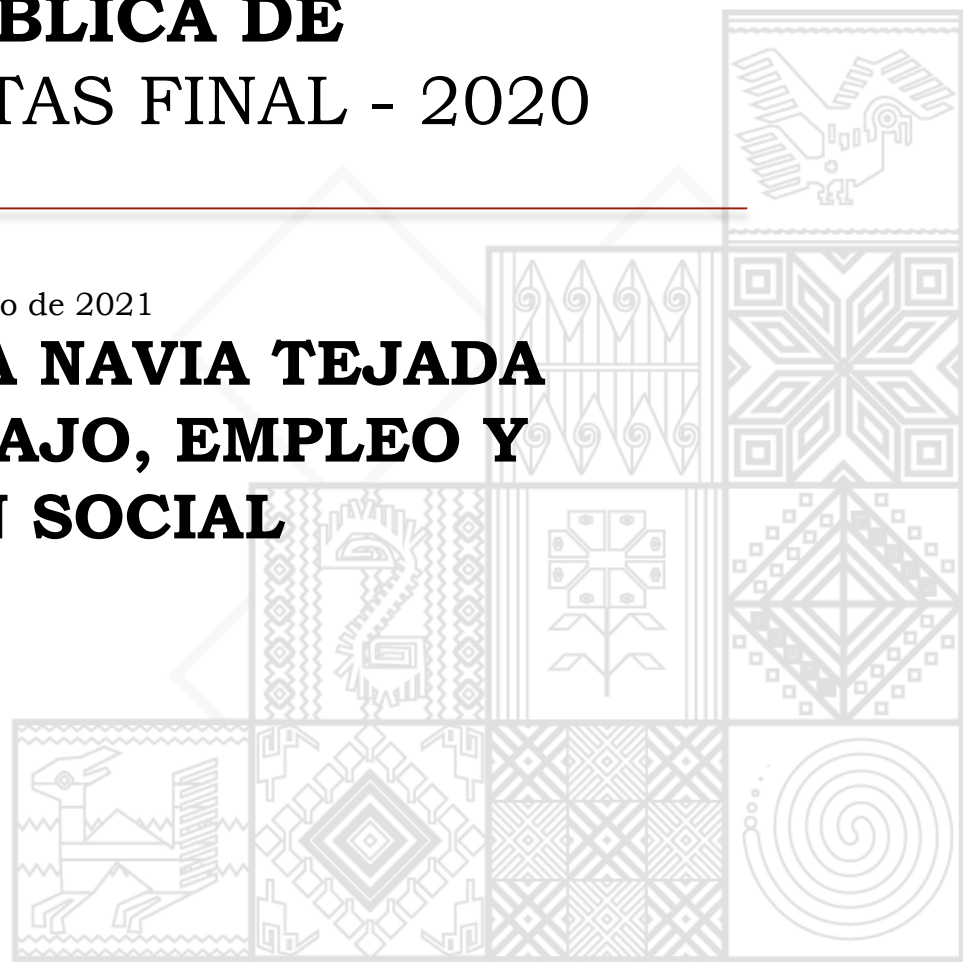 BLICA DE
TAS FINAL - 2020
o de 2021
A NAVIA TEJADA
AJO, EMPLEO Y
N SOCIAL